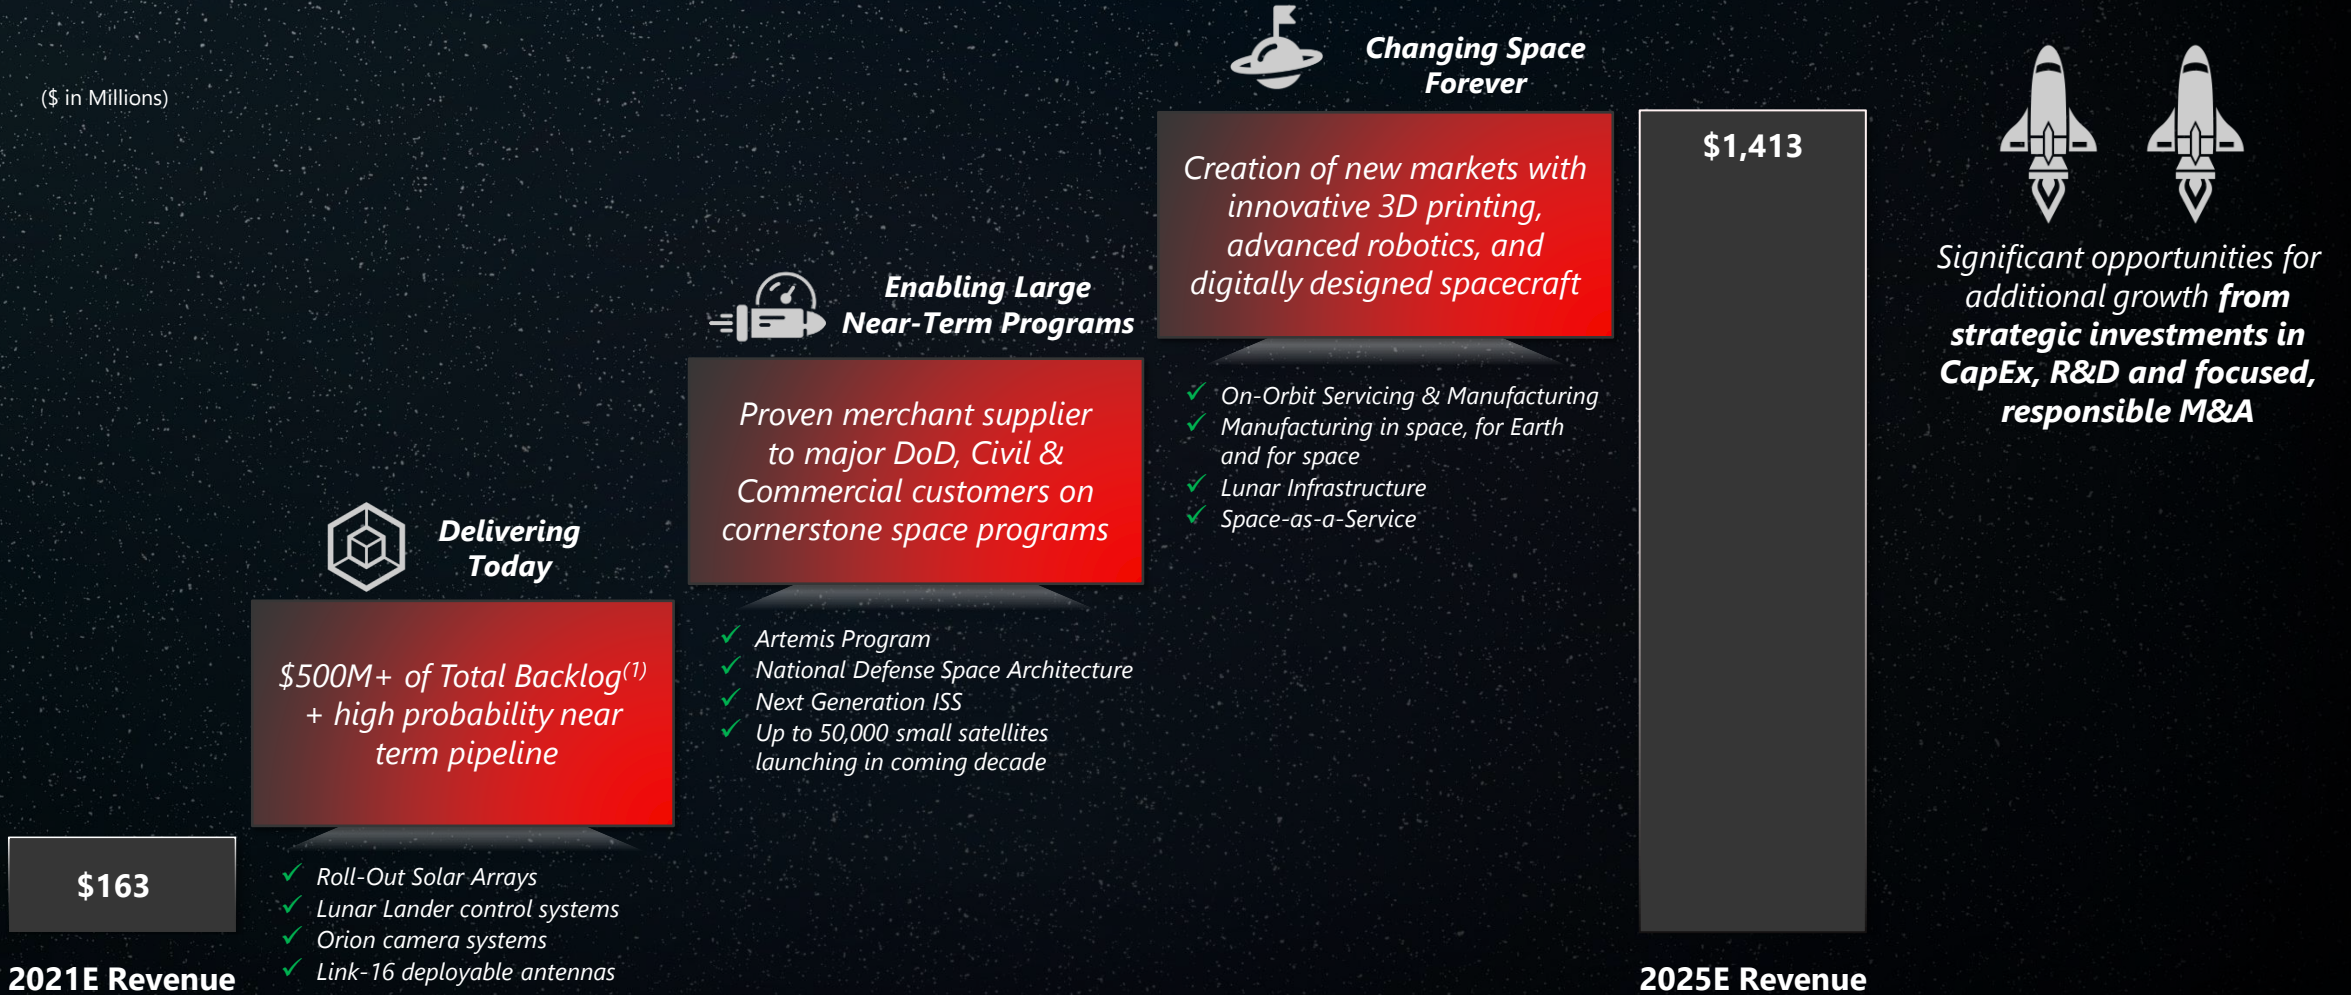 ($ in Millions)
$163
2021E Revenue
Delivering
Today
$500M+ of Total Backlog(1)
+ high probability near
term pipeline
✓ Roll-Out Solar Arrays
✓ Lunar Lander control systems
✓ Orion camera systems
✓ Link-16 deployable antennas
Enabling Large
Near-Term Programs
Proven merchant supplier
to major DoD, Civil &
Commercial customers on
cornerstone space programs
✓ Artemis Program
✓ National Defense Space Architecture
✓ Next Generation ISS
✓ Up to 50,000 small satellites
launching in coming decade
Changing Space
Forever
Creation of new markets with
innovative 3D printing,
advanced robotics, and
digitally designed spacecraft
✓ On-Orbit Servicing & Manufacturing
✓ Manufacturing in space, for Earth
and for space
✓ Lunar Infrastructure
✓ Space-as-a-Service
$1,413
2025E Revenue
Significant opportunities for
additional growth from
strategic investments in
CapEx, R&D and focused,
responsible M&A